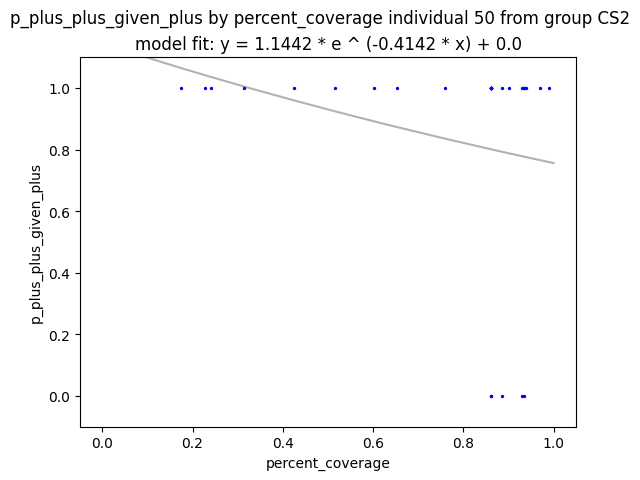 p_plus_plus_given_plus by percent_coverage individual 50 from group CS2
model fit: y = 1.1442 * e ^ (-0.4142 * x) + 0.0
p_plus_plus_given_plus
1.0
0.8
0.6
0.4
0.2
0.0
0.0 0.2 0.4 0.6 0.8 1.0
percent_coverage